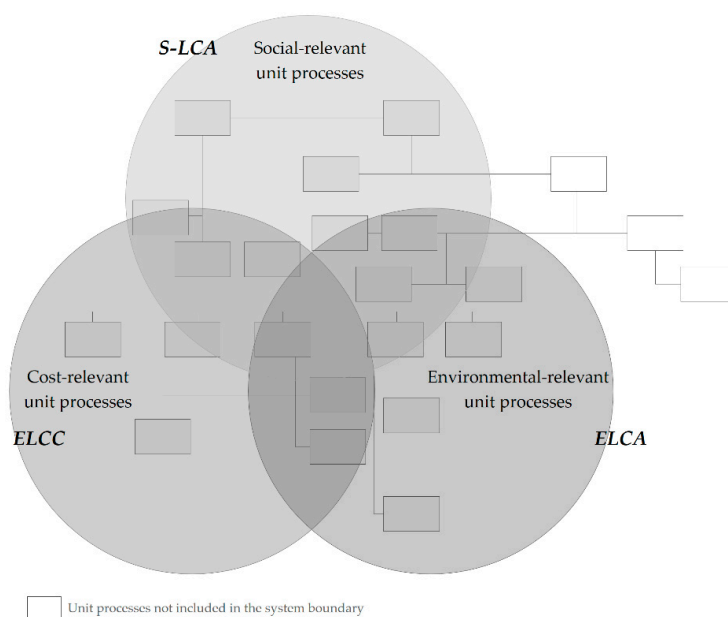 S-LCA
Social-relevant
unit processes
Cost-relevant
unit processes
ELCC
Environmental-relevant
unit processes
ELCA
Unit processes not included in the system boundary